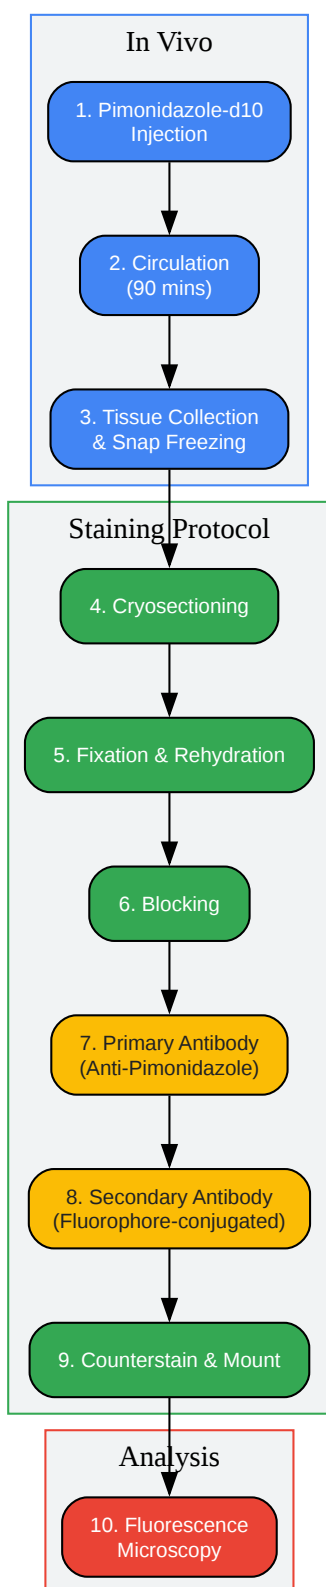 In Vivo
1. Pimonidazole-d10
Injection
2. Circulation
(90 mins)
3. Tissue Collection
& Snap Freezing
Staining Protocol
4. Cryosectioning
5. Fixation & Rehydration
6. Blocking
7. Primary Antibody
(Anti-Pimonidazole)
8. Secondary Antibody
(Fluorophore-conjugated)
9. Counterstain & Mount
Analysis
10. Fluorescence
Microscopy